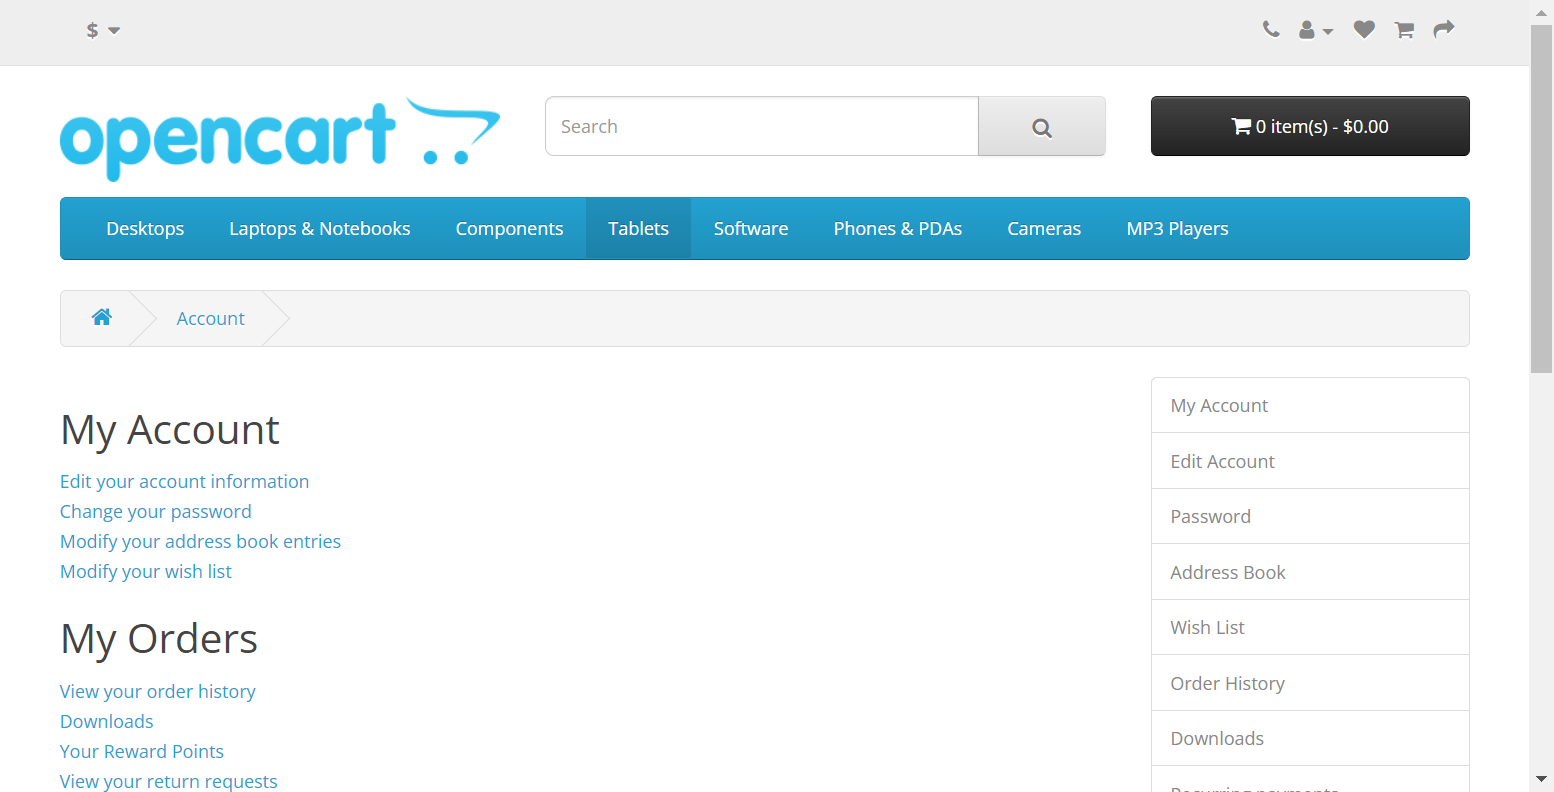 $
opencart
Search
0 item(s) - $0.00
Desktops
Laptops & Notebooks
Components
Tablets
Software
Phones & PDAs
Cameras
MP3 Players
Account
My Account
Edit your account information
Change your password
Modify your address book entries
Modify your wish list
My Orders
View your order history
Downloads
Your Reward Points
View your return requests
My Account
Edit Account
Password
Address Book
Wish List
Order History
Downloads
Recurring payments